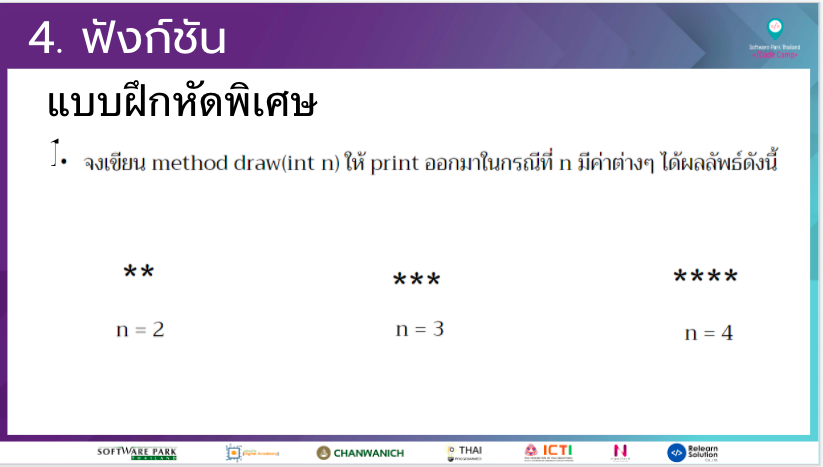 4. ฟังก์ชัน
Software Park Thailand
แบบฝึกหัดพิเศษ
1. • จงเขียน method draw(int n) ให้ print ออกมาในกรณีที่ n มีค่าต่างๆ ได้ผลลัพธ์ดังนี้
** *** ****
n = 2 n = 3 n = 4
SOFTWARE PARK CHANWANICH THAI ICTI N Relearn
THAILAND PROGRAMMER Solution